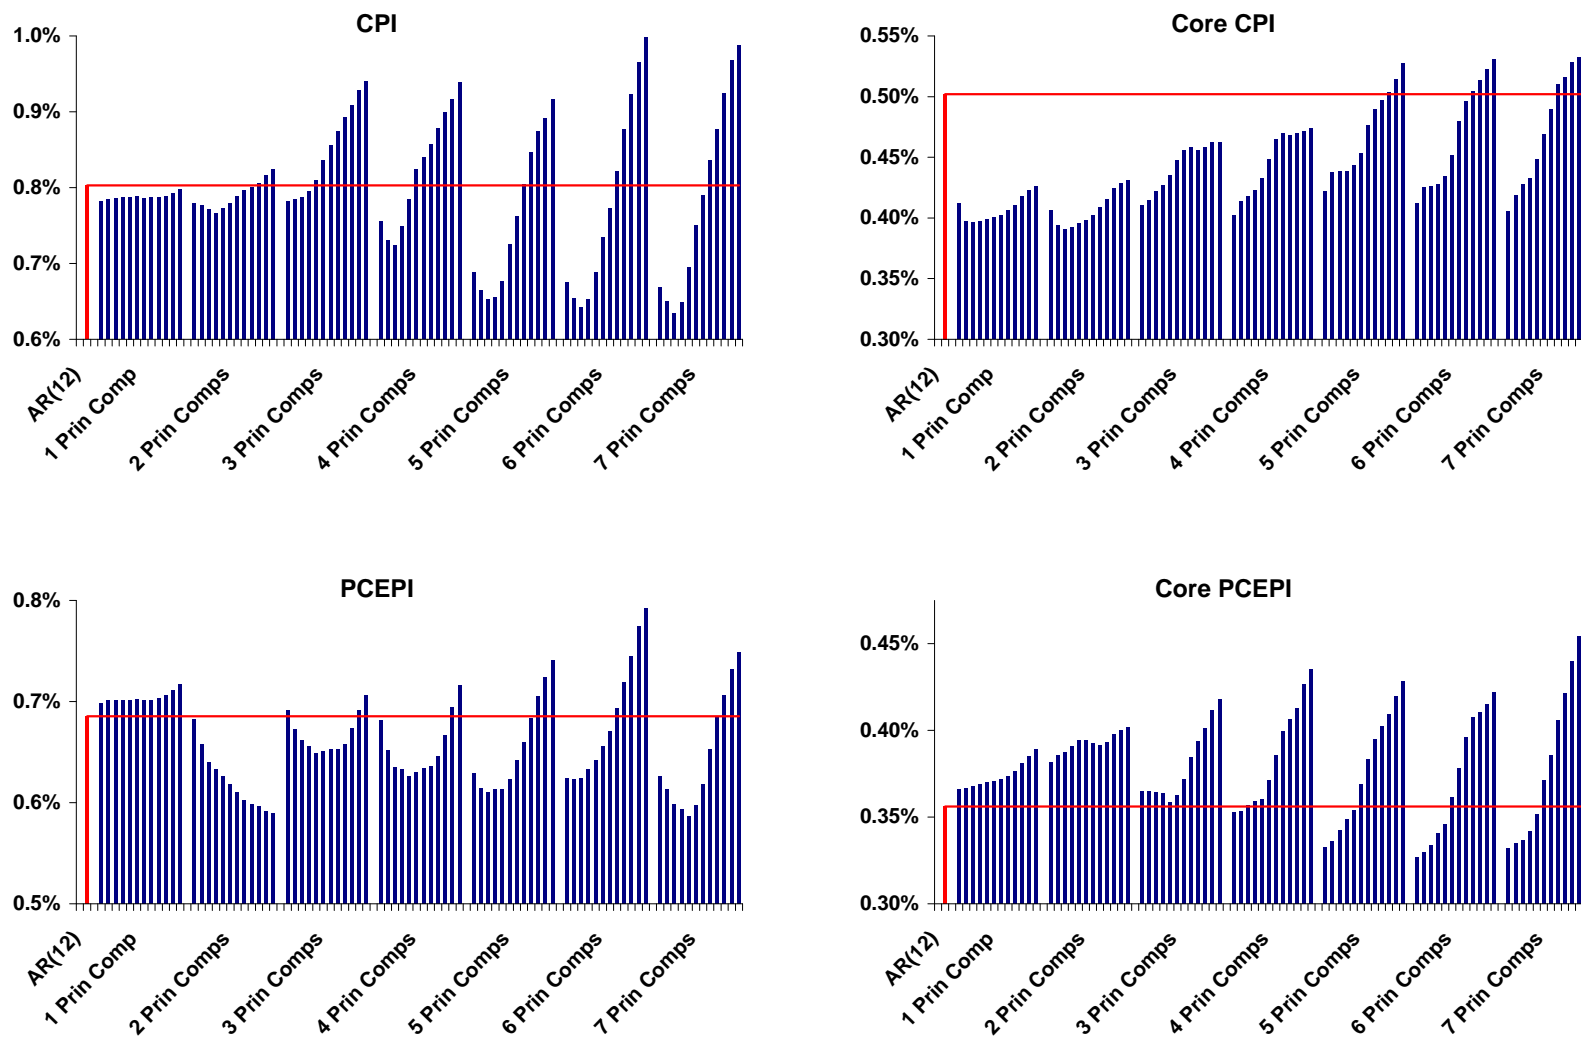 CPI
1.0%
0.9%
0.8%
0.7%
0.6%
AR(12)
1 Prin Comp
2 Prin Comps
3 Prin Comps
4 Prin Comps
5 Prin Comps
6 Prin Comps
7 Prin Comps
Core CPI
0.55%
0.50%
0.45%
0.40%
0.35%
0.30%
AR(12)
1 Prin Comp
2 Prin Comps
3 Prin Comps
4 Prin Comps
5 Prin Comps
6 Prin Comps
7 Prin Comps
PCEPI
0.8%
0.7%
0.6%
0.5%
AR(12)
1 Prin Comp
2 Prin Comps
3 Prin Comps
4 Prin Comps
5 Prin Comps
6 Prin Comps
7 Prin Comps
Core PCEPI
0.45%
0.40%
0.35%
0.30%
AR(12)
1 Prin Comp
2 Prin Comps
3 Prin Comps
4 Prin Comps
5 Prin Comps
6 Prin Comps
7 Prin Comps